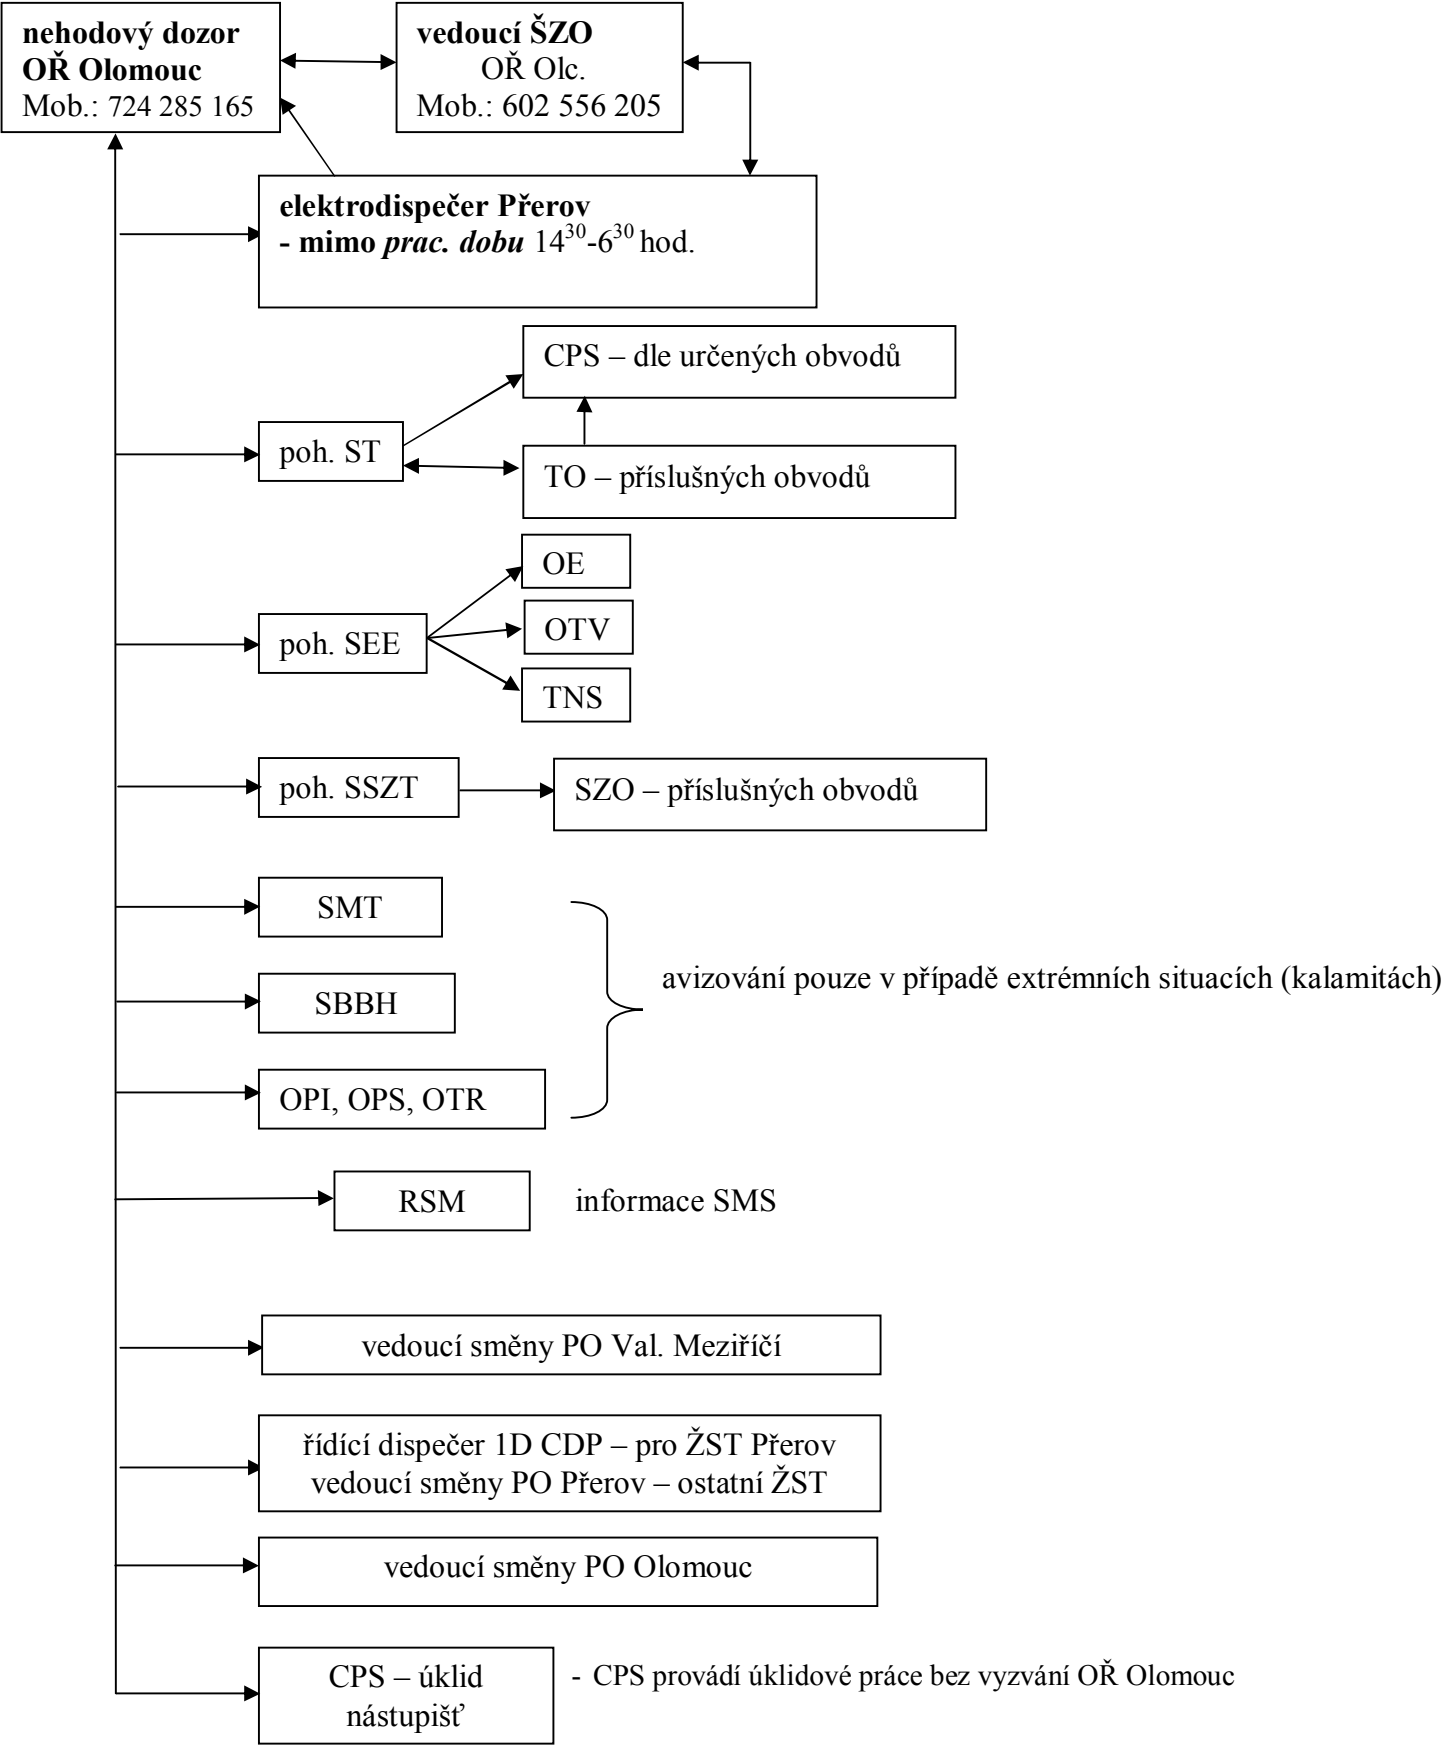 nehodový dozor
OŘ Olomouc
Mob.: 724 285 165
vedoucí ŠZO
OŘ Olc.
Mob.: 602 556 205
elektrodispečer Přerov
- mimo prac. dobu 14³⁰-6³⁰ hod.
CPS – dle určených obvodů
poh. ST
TO – příslušných obvodů
OE
OTV
poh. SEE
TNS
poh. SSZT
SZO – příslušných obvodů
SMT
avizování pouze v případě extrémních situacích (kalamitách)
SBBH
OPI, OPS, OTR
RSM
informace SMS
vedoucí směny PO Val. Meziříčí
řídící dispečer 1D CDP – pro ŽST Přerov
vedoucí směny PO Přerov – ostatní ŽST
vedoucí směny PO Olomouc
CPS – úklid
nástupišť
- CPS provádí úklidové práce bez vyzvání OŘ Olomouc